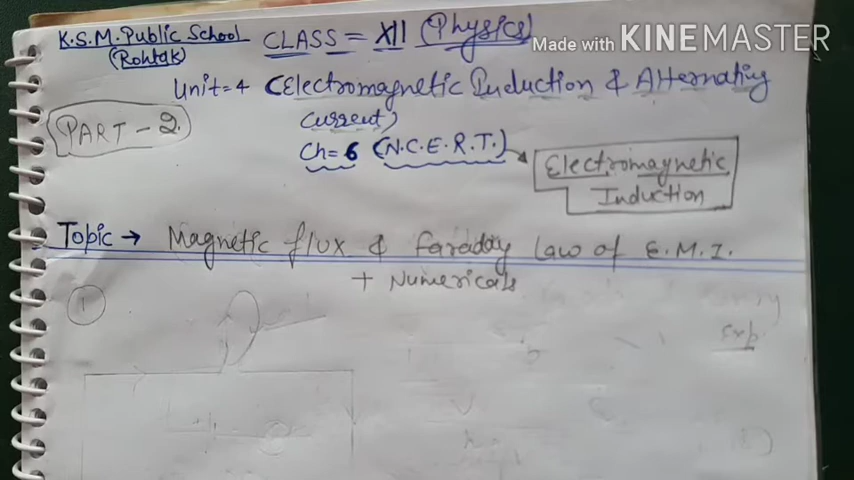 K.S.M. Public School CLASS = XII (Physics)
(Rohtak)
Made with KINEMASTER
Unit = 4 (Electromagnetic Induction & Alternating
Current)
PART - 2.
Ch = 6 (N.C.E.R.T.) → Electromagnetic
Induction
Topic → Magnetic flux & Faraday Law of E.M.I.
+ Numericals
1